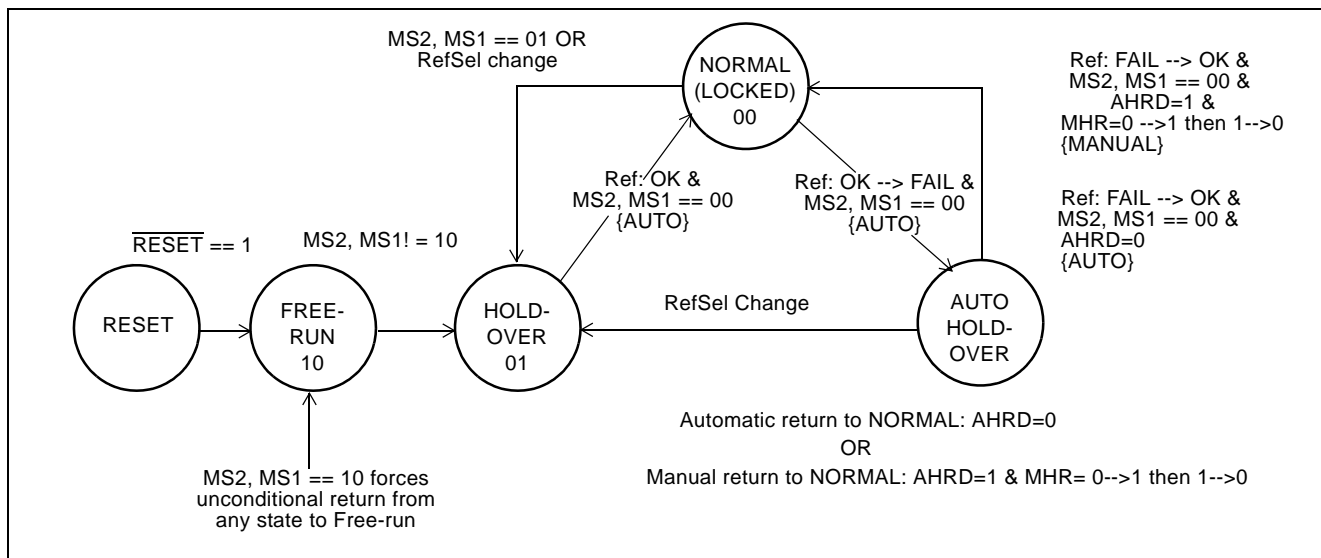 MS2, MS1 == 01 OR
RefSel change
NORMAL
(LOCKED)
00
Ref: FAIL --> OK &
MS2, MS1 == 00 &
AHRD=1 &
MHR=0 -->1 then 1-->0
{MANUAL}
Ref: OK &
MS2, MS1 == 00
{AUTO}
Ref: OK --> FAIL &
MS2, MS1 == 00
{AUTO}
Ref: FAIL --> OK &
MS2, MS1 == 00 &
AHRD=0
{AUTO}
RESET == 1
MS2, MS1! = 10
RESET
FREE-
RUN
10
HOLD-
OVER
01
RefSel Change
AUTO
HOLD-
OVER
Automatic return to NORMAL: AHRD=0
OR
Manual return to NORMAL: AHRD=1 & MHR= 0-->1 then 1-->0
MS2, MS1 == 10 forces
unconditional return from
any state to Free-run